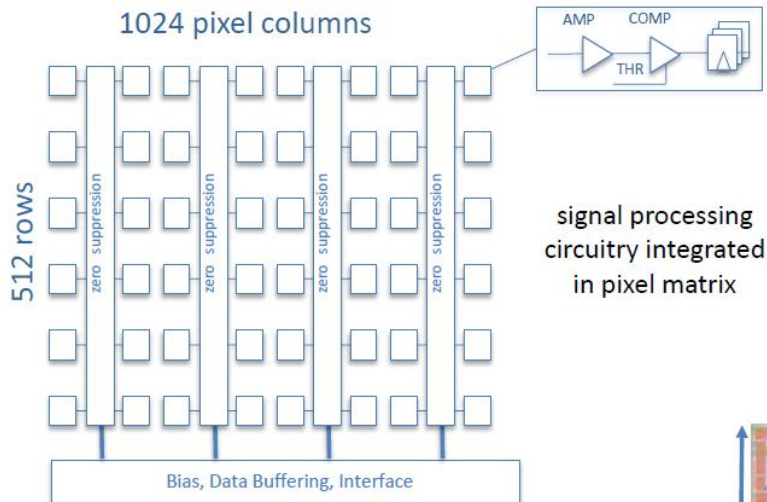 1024 pixel columns
AMP COMP
THR
512 rows
zero suppression
zero suppression
zero suppression
zero suppression
signal processing
circuitry integrated
in pixel matrix
Bias, Data Buffering, Interface